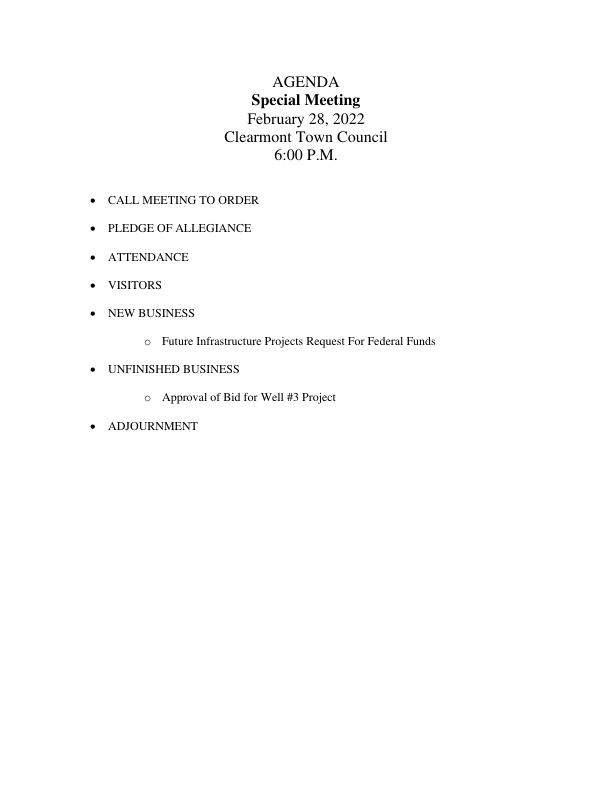 AGENDA
Special Meeting
February 28, 2022
Clearmont Town Council
6:00 P.M.
• CALL MEETING TO ORDER
• PLEDGE OF ALLEGIANCE
• ATTENDANCE
• VISITORS
• NEW BUSINESS
o Future Infrastructure Projects Request For Federal Funds
• UNFINISHED BUSINESS
o Approval of Bid for Well #3 Project
• ADJOURNMENT